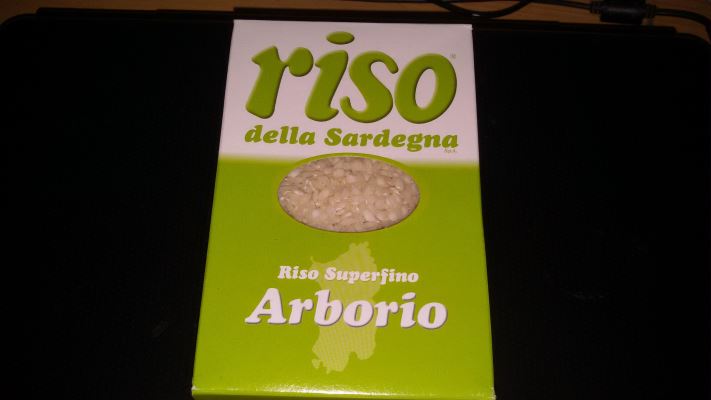 riso
della Sardegna
S.p.A.
Riso Superfino
Arborio